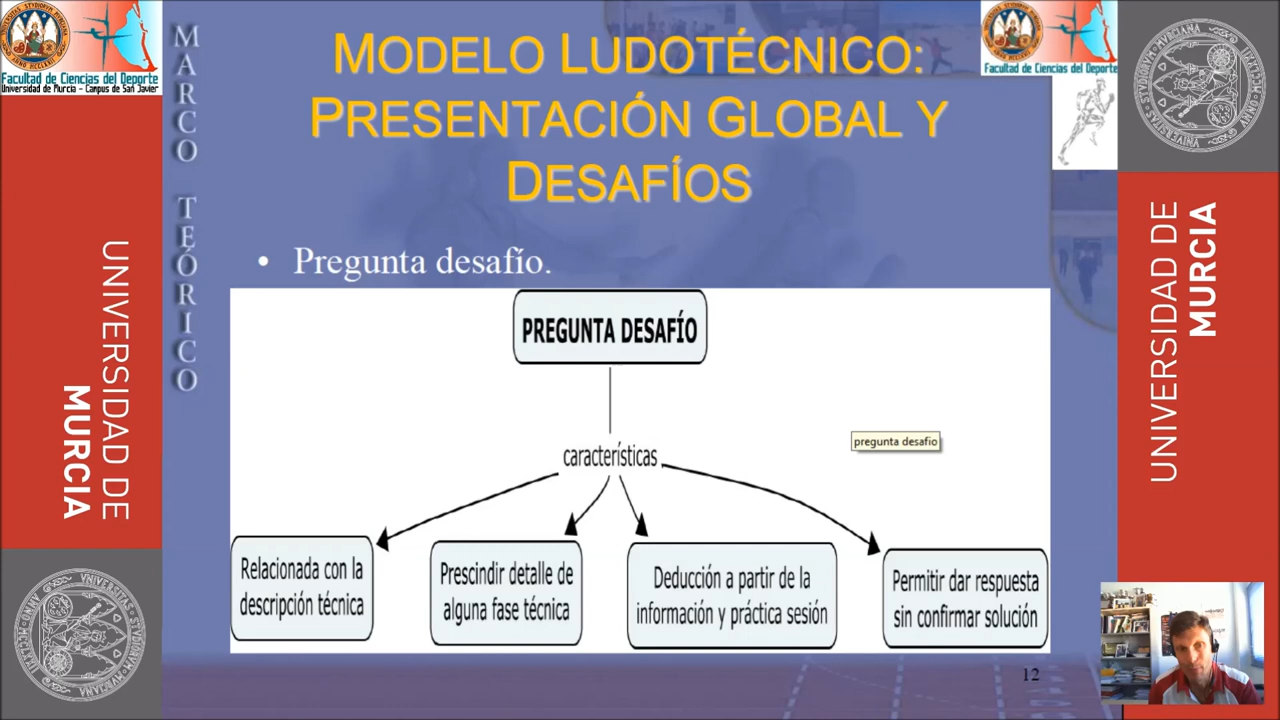 Facultad de Ciencias del Deporte
Universidad de Murcia - Campus de San Javier
MARCO TEÓRICO
MODELO LUDOTÉCNICO:
PRESENTACIÓN GLOBAL Y
DESAFÍOS
Facultad de Ciencias del Deporte
• Pregunta desafío.
PREGUNTA DESAFÍO
características
pregunta desafio
Relacionada con la
descripción técnica
Prescindir detalle de
alguna fase técnica
Deducción a partir de la
información y práctica sesión
Permitir dar respuesta
sin confirmar solución
12
UNIVERSIDAD DE
MURCIA
UNIVERSIDAD DE
MURCIA